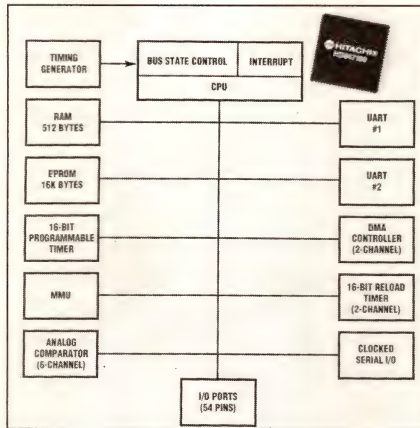 TIMING
GENERATOR
BUS STATE CONTROL
INTERRUPT
CPU
HITACHI
RAM
512 BYTES
UART
#1
EPROM
16K BYTES
UART
#2
16-BIT
PROGRAMMABLE
TIMER
DMA
CONTROLLER
(2-CHANNEL)
MMU
16-BIT RELOAD
TIMER
(2-CHANNEL)
ANALOG
COMPARATOR
(6-CHANNEL)
CLOCKED
SERIAL I/O
I/O PORTS
(54 PINS)